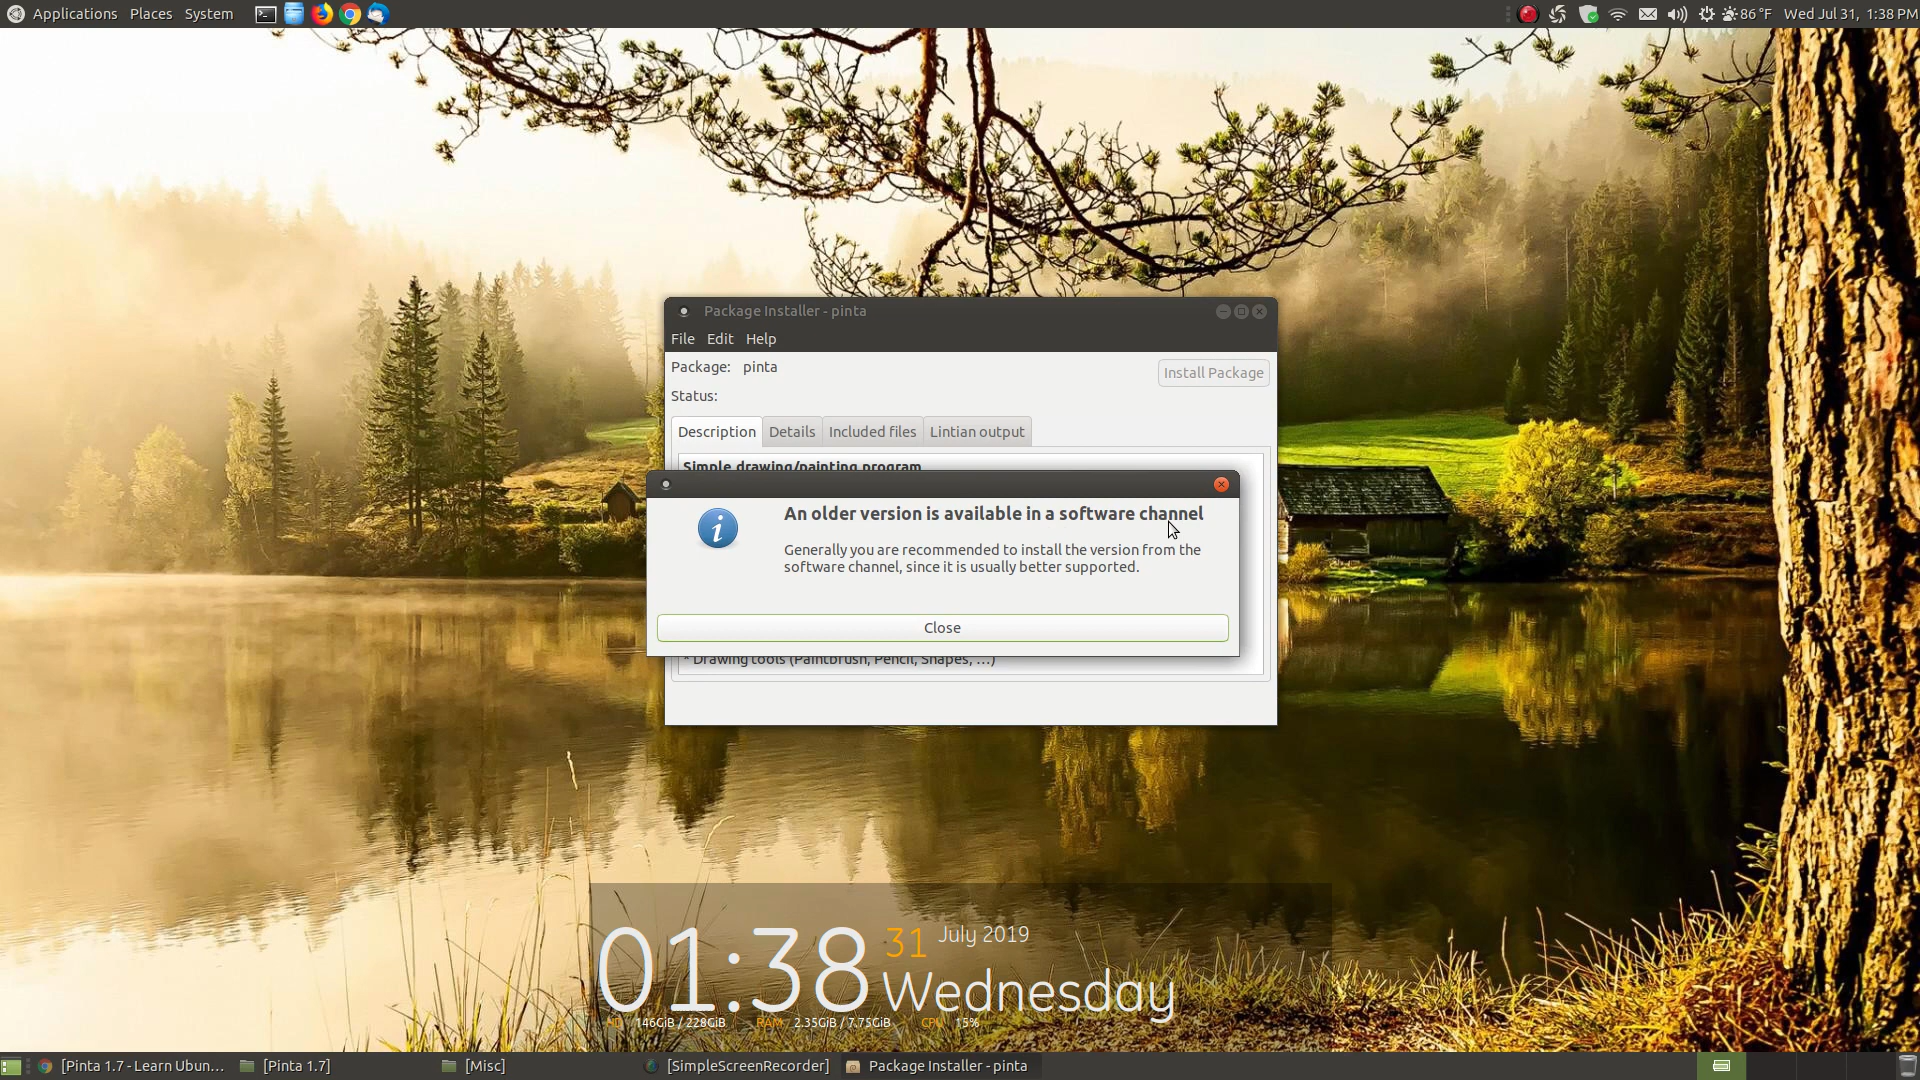 Applications Places System
86 °F Wed Jul 31, 1:38 PM
Package Installer - pinta
File Edit Help
Package: pinta
Install Package
Status:
Description Details Included files Lintian output
Simple drawing/painting program
An older version is available in a software channel
Generally you are recommended to install the version from the
software channel, since it is usually better supported.
Close
* Drawing tools (Paintbrush, Pencil, Shapes, ...)
01:38 31 July 2019
Wednesday
HD 146GiB / 228GiB RAM 2.35GiB / 7.75GiB CPU 15%
[Pinta 1.7 - Learn Ubun... [Pinta 1.7] [Misc] [SimpleScreenRecorder] Package Installer - pinta